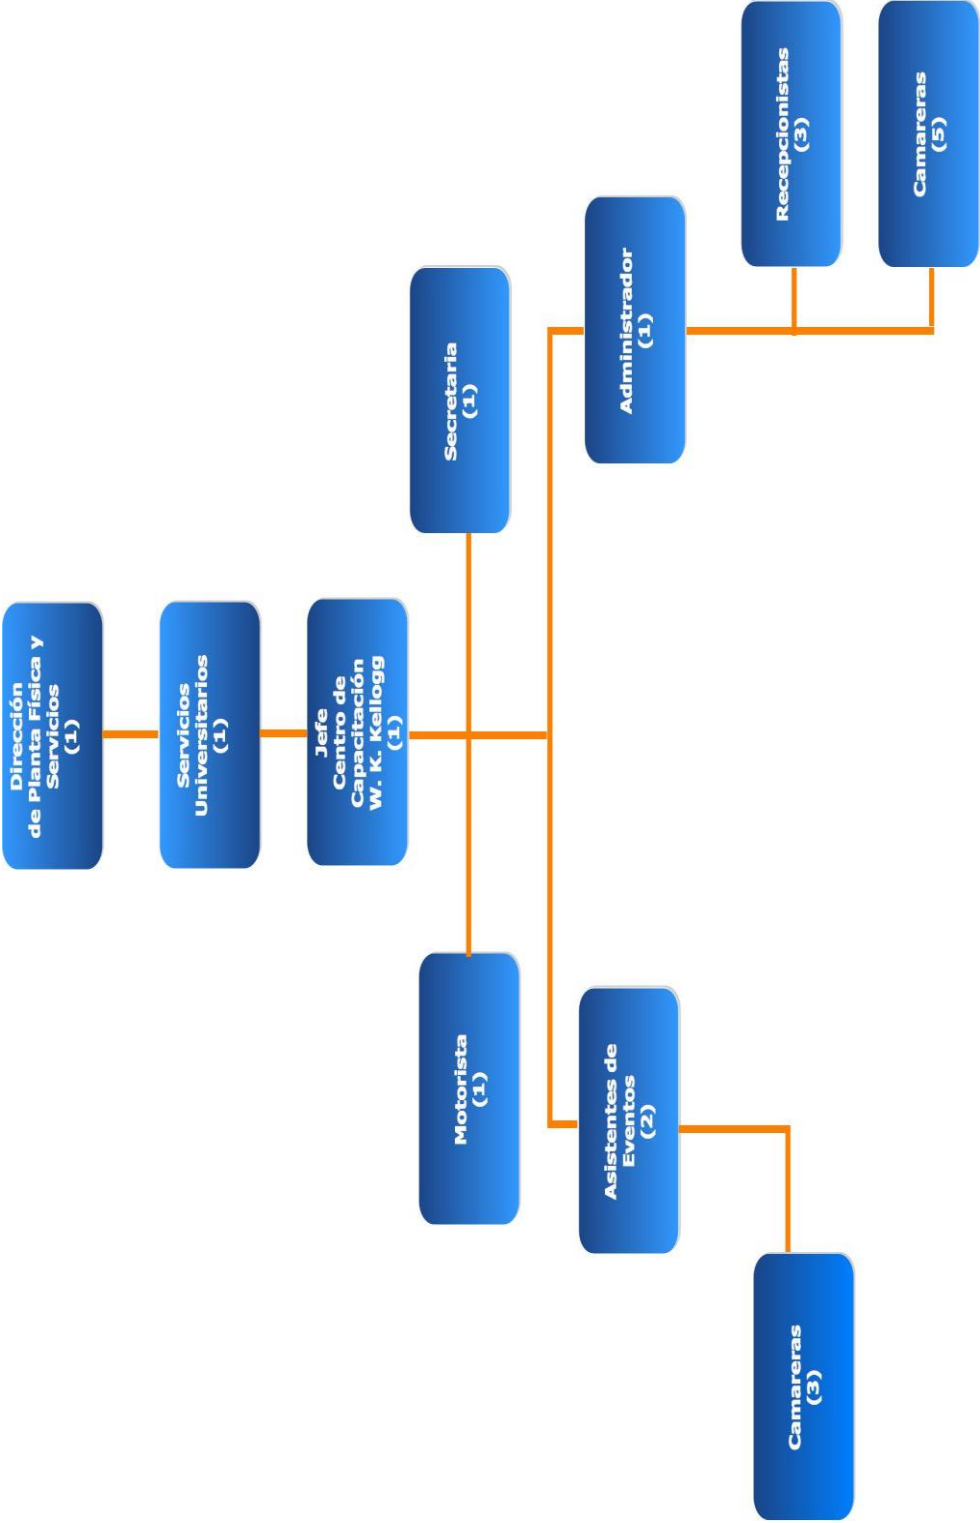 Dirección
de Planta Física y
Servicios
(1)
Servicios
Universitarios
(1)
Jefe
Centro de
Capacitación
W. K. Kellogg
(1)
Motorista
(1)
Secretaria
(1)
Asistentes de
Eventos
(2)
Administrador
(1)
Camareras
(3)
Recepcionistas
(3)
Camareras
(5)